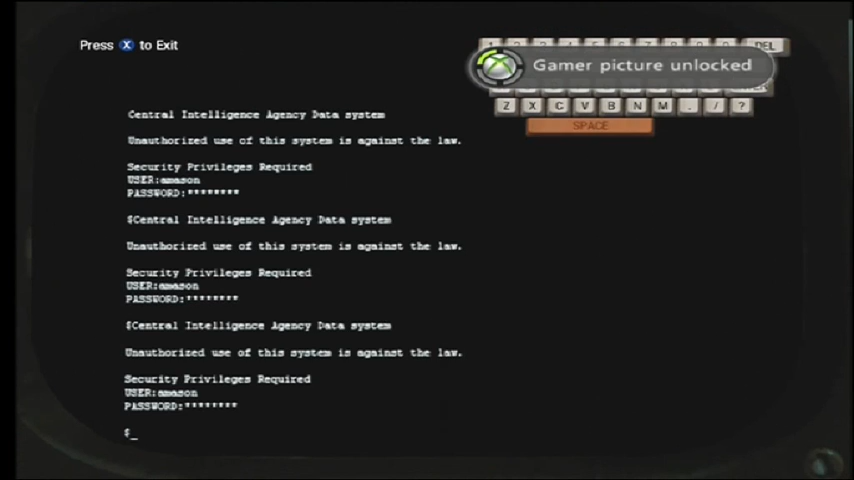 Press X to Exit
Gamer picture unlocked
DEL
Z X C V B N M . / ?
SPACE
Central Intelligence Agency Data system
Unauthorized use of this system is against the law.
Security Privileges Required
USER:amason
PASSWORD:********
$Central Intelligence Agency Data system
Unauthorized use of this system is against the law.
Security Privileges Required
USER:amason
PASSWORD:********
$Central Intelligence Agency Data system
Unauthorized use of this system is against the law.
Security Privileges Required
USER:amason
PASSWORD:********
$_